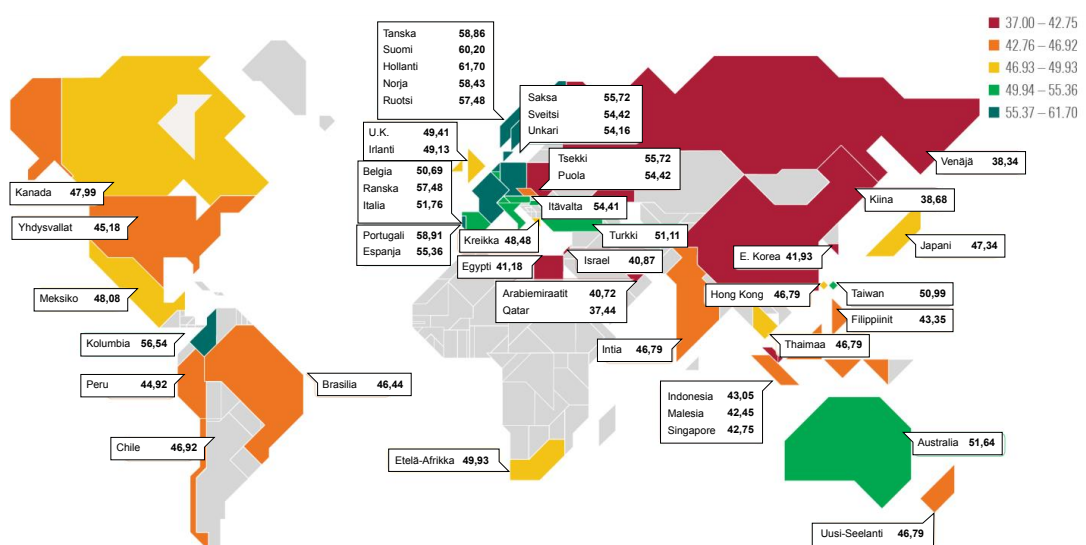 37.00 – 42.75
42.76 – 46.92
46.93 – 49.93
49.94 – 55.36
55.37 – 61.70
Tanska 58,86
Suomi 60,20
Hollanti 61,70
Norja 58,43
Ruotsi 57,48
Saksa 55,72
Sveitsi 54,42
Unkari 54,16
U.K. 49,41
Irlanti 49,13
Tsekki 55,72
Puola 54,42
Belgia 50,69
Ranska 57,48
Italia 51,76
Venäjä 38,34
Kanada 47,99
Kiina 38,68
Itävalta 54,41
Yhdysvallat 45,18
Portugali 58,91
Espanja 55,36
Kreikka 48,48
Turkki 51,11
Japani 47,34
E. Korea 41,93
Egypti 41,18
Israel 40,87
Meksiko 48,08
Arabiemiraatit 40,72
Qatar 37,44
Hong Kong 46,79
Taiwan 50,99
Filippiinit 43,35
Kolumbia 56,54
Intia 46,79
Thaimaa 46,79
Peru 44,92
Brasilia 46,44
Indonesia 43,05
Malesia 42,45
Singapore 42,75
Chile 46,92
Australia 51,64
Etelä-Afrikka 49,93
Uusi-Seelanti 46,79